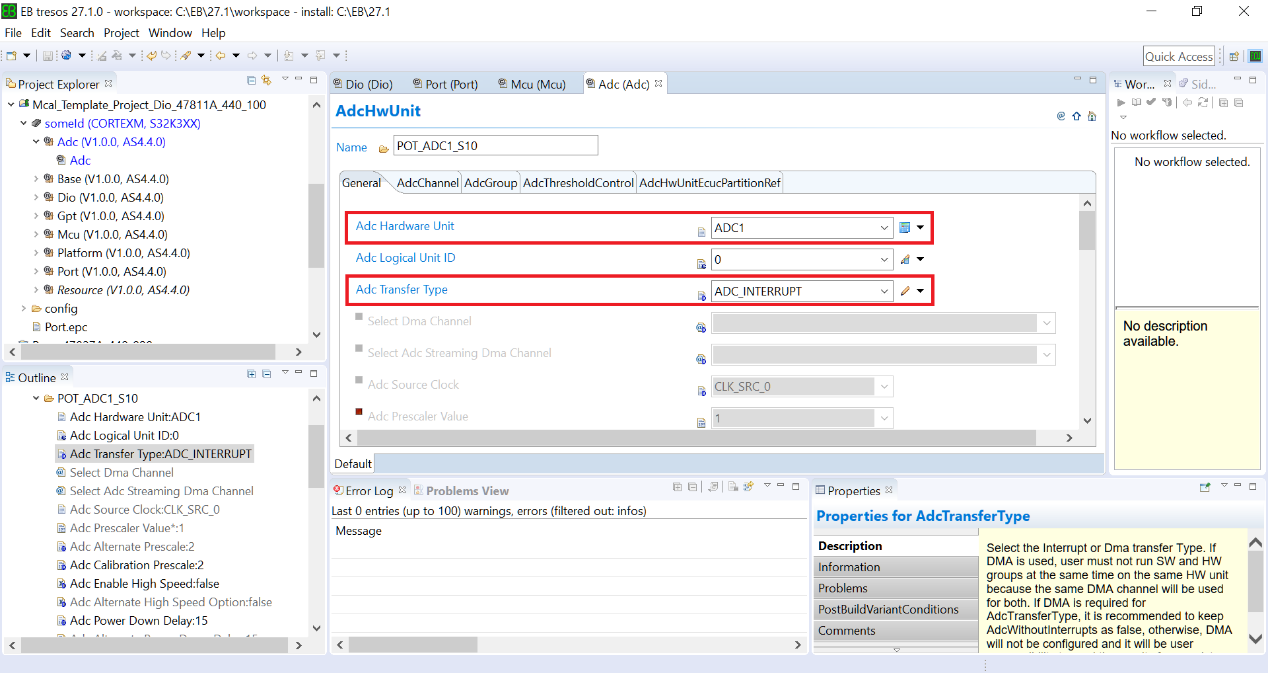 EB tresos 27.1.0 - workspace: C:\EB\27.1\workspace - install: C:\EB\27.1
File Edit Search Project Window Help
Quick Access
Project Explorer
Mcal_Template_Project_Dio_47811A_440_100
someId (CORTEXM, S32K3XX)
Adc (V1.0.0, AS4.4.0)
Adc
Base (V1.0.0, AS4.4.0)
Dio (V1.0.0, AS4.4.0)
Gpt (V1.0.0, AS4.4.0)
Mcu (V1.0.0, AS4.4.0)
Platform (V1.0.0, AS4.4.0)
Port (V1.0.0, AS4.4.0)
Resource (V1.0.0, AS4.4.0)
config
Port.epc
Outline
POT_ADC1_S10
Adc Hardware Unit:ADC1
Adc Logical Unit ID:0
Adc Transfer Type:ADC_INTERRUPT
Select Dma Channel
Select Adc Streaming Dma Channel
Adc Source Clock:CLK_SRC_0
Adc Prescaler Value*:1
Adc Alternate Prescale:2
Adc Calibration Prescale:2
Adc Enable High Speed:false
Adc Alternate High Speed Option:false
Adc Power Down Delay:15
Dio (Dio) Port (Port) Mcu (Mcu) Adc (Adc)
AdcHwUnit
Name POT_ADC1_S10
General AdcChannel AdcGroup AdcThresholdControl AdcHwUnitEcucPartitionRef
Adc Hardware Unit ADC1
Adc Logical Unit ID 0
Adc Transfer Type ADC_INTERRUPT
Select Dma Channel
Select Adc Streaming Dma Channel
Adc Source Clock CLK_SRC_0
Adc Prescaler Value 1
Default
Error Log Problems View
Last 0 entries (up to 100) warnings, errors (filtered out: infos)
Message
Wor... Sid...
No workflow selected.
No workflow selected.
No description
available.
Properties
Properties for AdcTransferType
Description
Information
Problems
PostBuildVariantConditions
Comments
Select the Interrupt or Dma transfer Type. If
DMA is used, user must not run SW and HW
groups at the same time on the same HW unit
because the same DMA channel will be used
for both. If DMA is required for
AdcTransferType, it is recommended to keep
AdcWithoutInterrupts as false, otherwise, DMA
will not be configured and it will be user